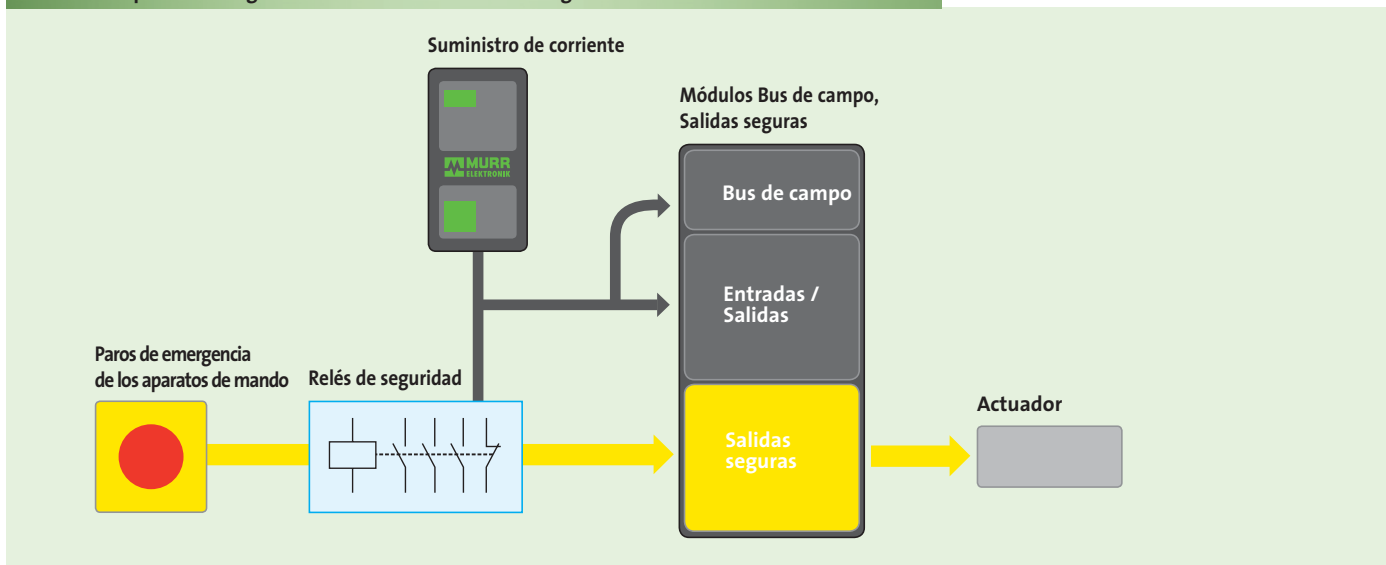 Suministro de corriente
MURR
ELEKTRONIK
Módulos Bus de campo,
Salidas seguras
Bus de campo
Entradas /
Salidas
Paros de emergencia
de los aparatos de mando
Relés de seguridad
Salidas
seguras
Actuador